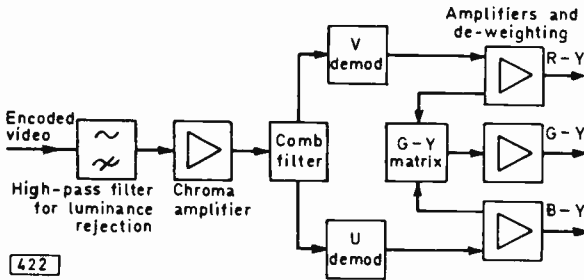 Amplifiers and
de-weighting
V
demod
R-Y
Encoded
video
Comb
filter
G-Y
matrix
G-Y
High-pass filter
for luminance
rejection
Chroma
amplifier
B-Y
U
demod
422